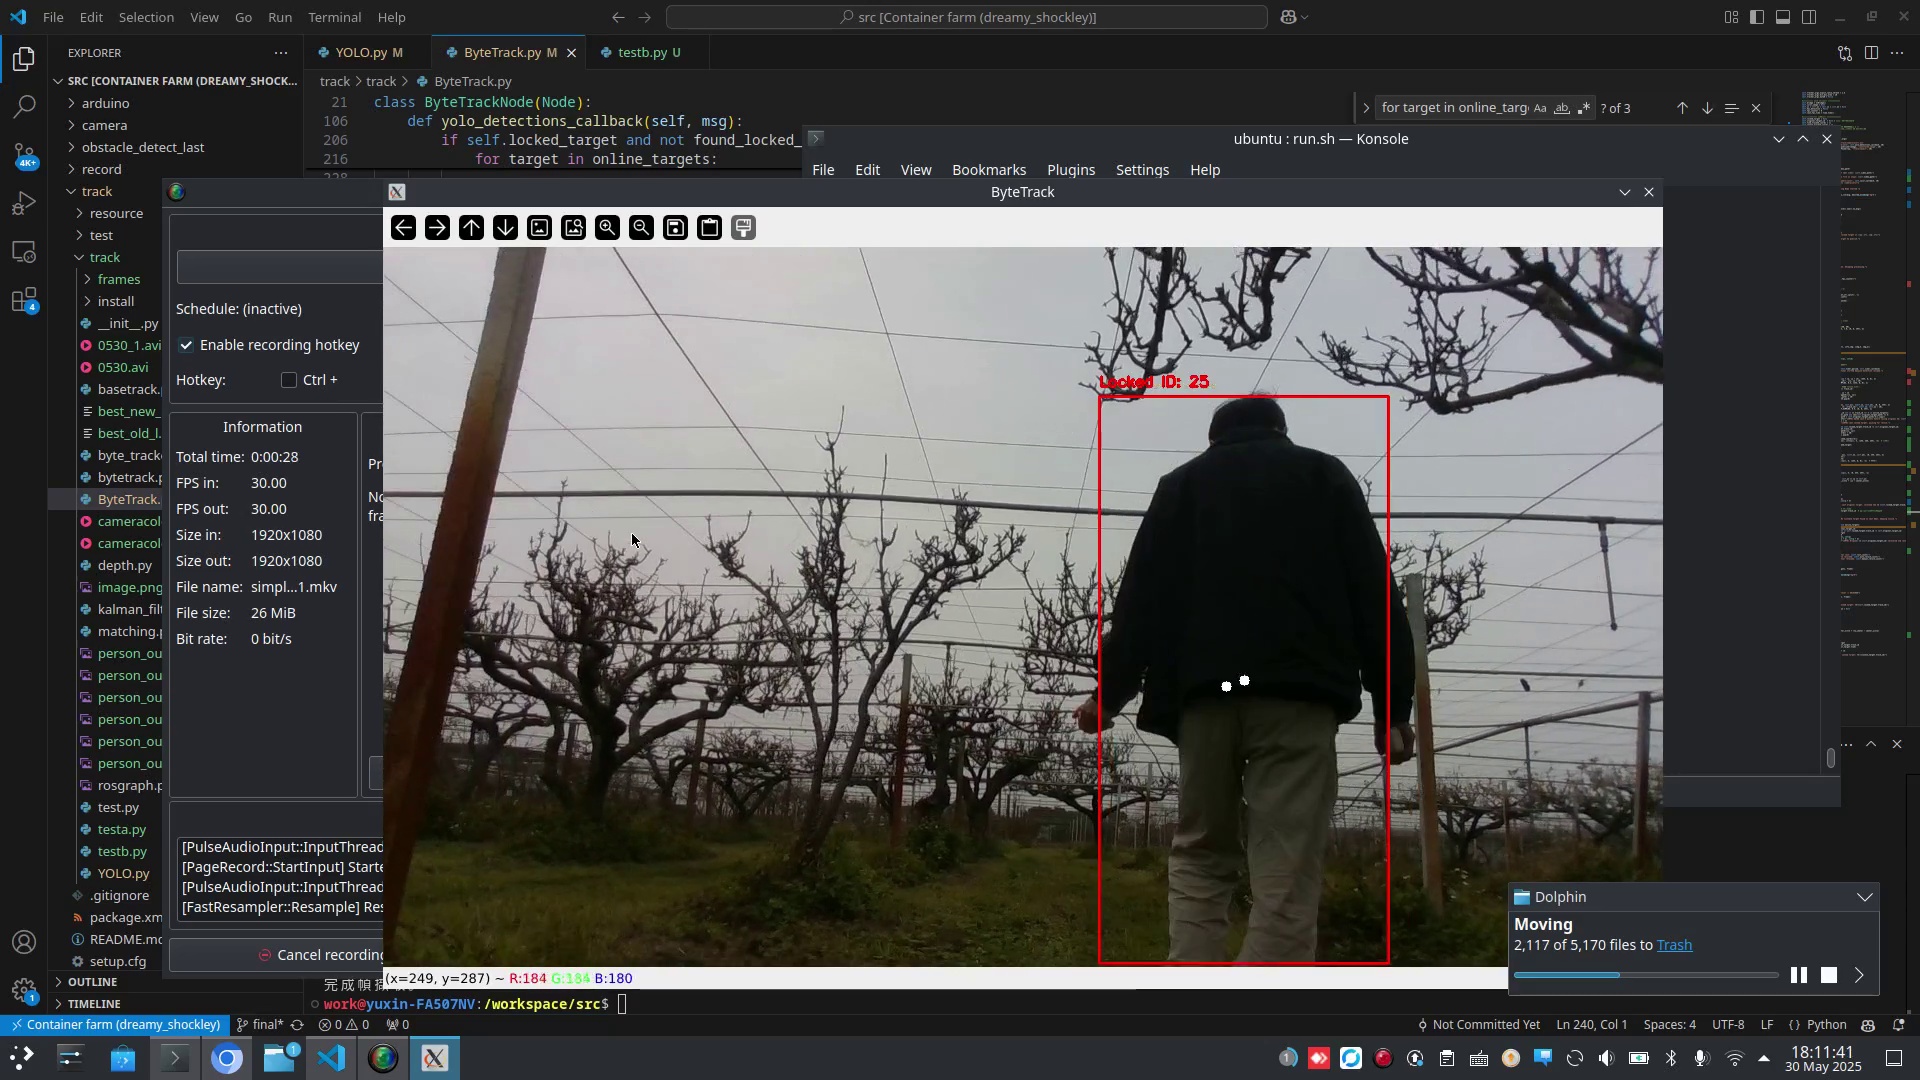 File Edit Selection View Go Run Terminal Help
src [Container farm (dreamy_shockley)]
EXPLORER
YOLO.py M
ByteTrack.py M
testb.py U
SRC [CONTAINER FARM (DREAMY_SHOCK...
track > track > ByteTrack.py
arduino
camera
obstacle_detect_last
record
track
resource
test
track
frames
install
__init__.py
0530_1.avi
0530.avi
basetrack.
best_new_
best_old_l.
byte_track
bytetrack.p
ByteTrack.
cameracol
cameracol
depth.py
image.png
kalman_filt
matching.p
person_ou
person_ou
person_ou
person_ou
person_ou
person_ou
rosgraph.p
test.py
testa.py
testb.py
YOLO.py
.gitignore
package.xm
README.md
setup.cfg
OUTLINE
TIMELINE
4K+
4
1
21 class ByteTrackNode(Node):
106 def yolo_detections_callback(self, msg):
206 if self.locked_target and not found_locked_
216 for target in online_targets:
for target in online_targ
Aa ab
? of 3
ubuntu : run.sh — Konsole
File Edit View Bookmarks Plugins Settings Help
ByteTrack
Schedule: (inactive)
Enable recording hotkey
Hotkey: Ctrl +
Information
Total time: 0:00:28
FPS in: 30.00
FPS out: 30.00
Size in: 1920x1080
Size out: 1920x1080
File name: simpl...1.mkv
File size: 26 MiB
Bit rate: 0 bit/s
[PulseAudioInput::InputThread
[PageRecord::StartInput] Starte
[PulseAudioInput::InputThread
[FastResampler::Resample] Res
Cancel recording
Locked ID: 25
(x=249, y=287) ~ R:184 G:184 B:180
work@yuxin-FA507NV:/workspace/src$
Dolphin
Moving
2,117 of 5,170 files to Trash
Container farm (dreamy_shockley)
final*
0 0
0
Not Committed Yet
Ln 240, Col 1
Spaces: 4
UTF-8
LF
{} Python
1
1
18:11:41
30 May 2025